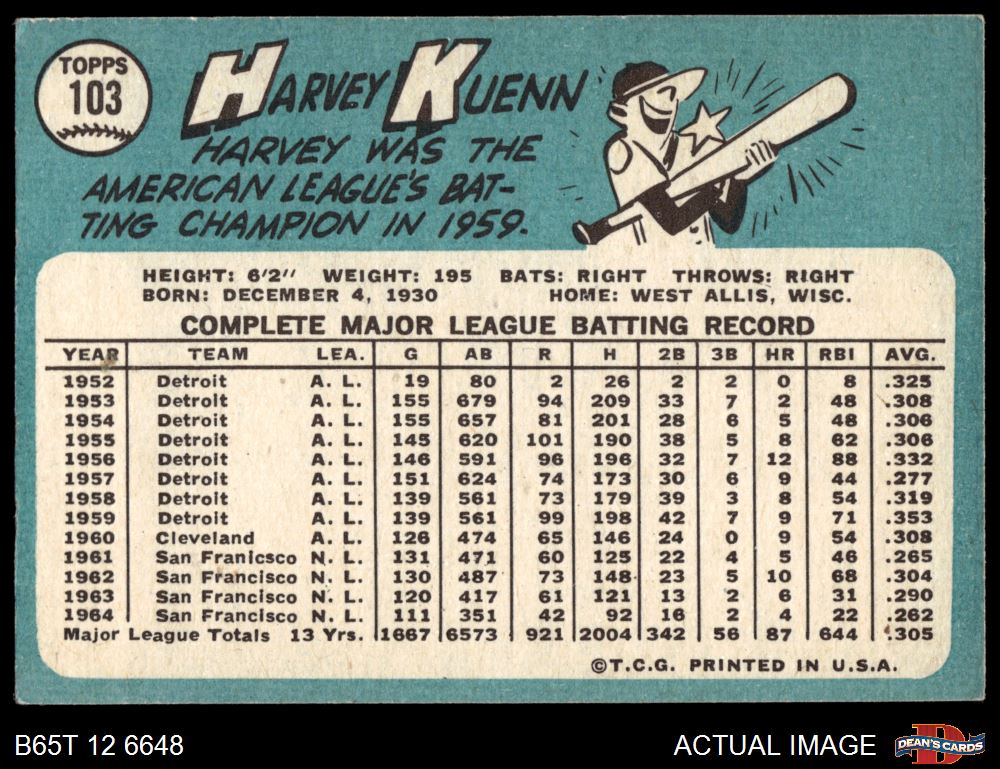 TOPPS
103
HARVEY KUENN
HARVEY WAS THE
AMERICAN LEAGUE'S BAT-
TING CHAMPION IN 1959.
HEIGHT: 6'2" WEIGHT: 195 BATS: RIGHT THROWS: RIGHT
BORN: DECEMBER 4, 1930 HOME: WEST ALLIS, WISC.
COMPLETE MAJOR LEAGUE BATTING RECORD
YEAR TEAM LEA. G AB R H 2B 3B HR RBI AVG.
1952 Detroit A. L. 19 80 2 26 2 2 0 8 .325
1953 Detroit A. L. 155 679 94 209 33 7 2 48 .308
1954 Detroit A. L. 155 657 81 201 28 6 5 48 .306
1955 Detroit A. L. 145 620 101 190 38 5 8 62 .306
1956 Detroit A. L. 146 591 96 196 32 7 12 88 .332
1957 Detroit A. L. 151 624 74 173 30 6 9 44 .277
1958 Detroit A. L. 139 561 73 179 39 3 8 54 .319
1959 Detroit A. L. 139 561 99 198 42 7 9 71 .353
1960 Cleveland A. L. 126 474 65 146 24 0 9 54 .308
1961 San Franicsco N. L. 131 471 60 125 22 4 5 46 .265
1962 San Francisco N. L. 130 487 73 148 23 5 10 68 .304
1963 San Francisco N. L. 120 417 61 121 13 2 6 31 .290
1964 San Francisco N. L. 111 351 42 92 16 2 4 22 .262
Major League Totals 13 Yrs. 1667 6573 921 2004 342 56 87 644 .305
©T.C.G. PRINTED IN U.S.A.
B65T 12 6648 ACTUAL IMAGE DEAN'S CARDS